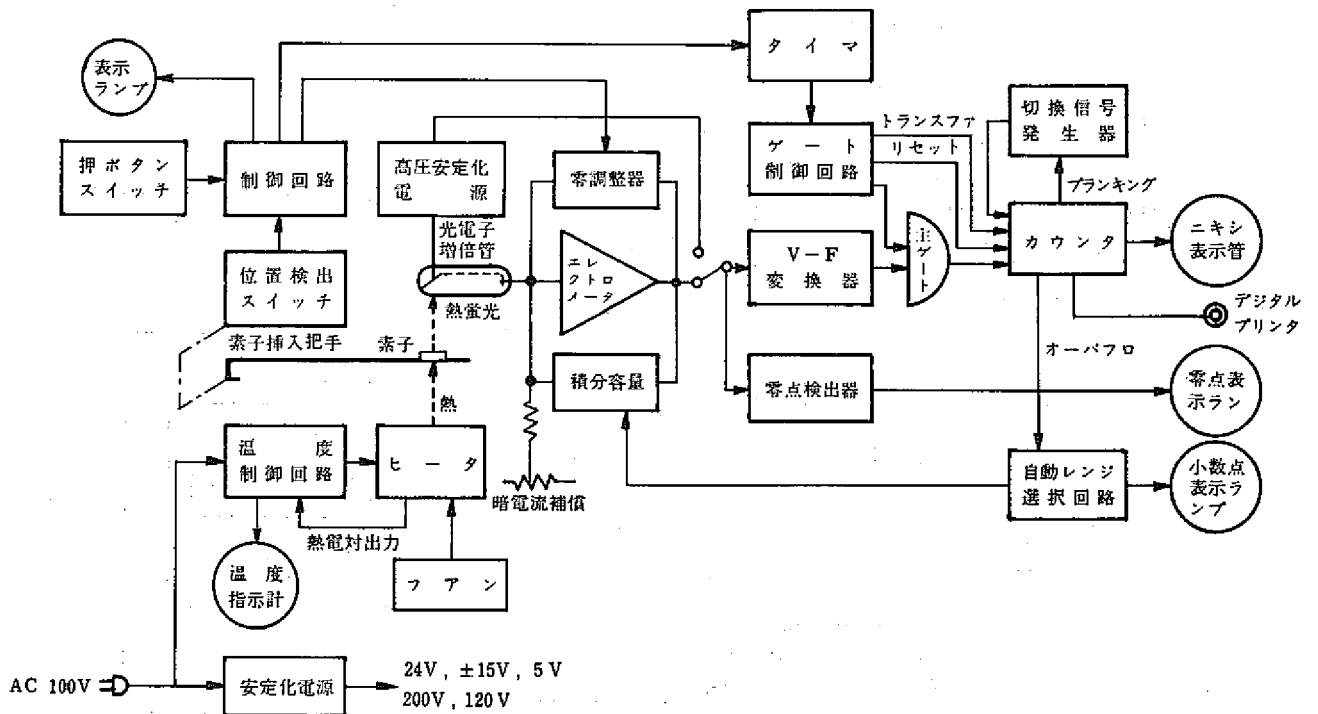 タイマ
表示
ランプ
切換信号
発生器
トランスファ
リセット
押ボタン
スイッチ
制御回路
高圧安定化
電源
零調整器
ゲート
制御回路
ブランキング
光電子
増倍管
位置検出
スイッチ
エレ
クトロ
メータ
V-F
変換器
主ゲート
カウンタ
ニキシ
表示管
熱蛍光
デジタル
プリンタ
素子挿入把手
素子
オーバフロ
積分容量
零点検出器
零点表
示ラン
熱
温度
制御回路
ヒータ
自動レンジ
選択回路
小数点
表示ラ
ンプ
暗電流補償
熱電対出力
温度
指示計
フアン
AC 100V
安定化電源
24V, ±15V, 5V
200V, 120V